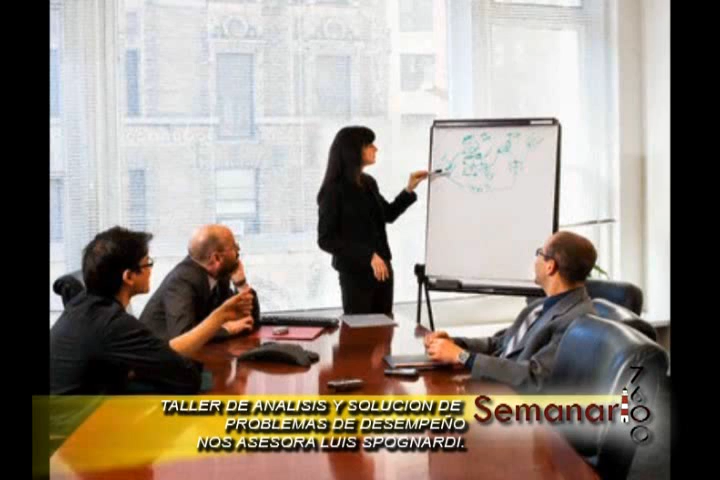 TALLER DE ANALISIS Y SOLUCION DE
PROBLEMAS DE DESEMPEÑO
NOS ASESORA LUIS SPOGNARDI.
Semanario
7600